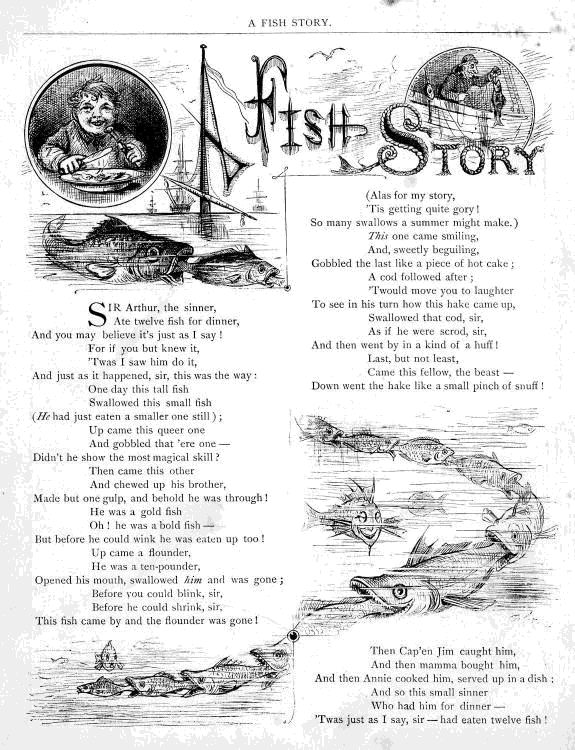 A FISH STORY.
A FISH STORY
SIR Arthur, the sinner,
Ate twelve fish for dinner,
And you may believe it's just as I say!
For if you but knew it,
'Twas I saw him do it,
And just as it happened, sir, this was the way:
One day this tall fish
Swallowed this small fish
(He had just eaten a smaller one still);
Up came this queer one
And gobbled that 'ere one —
Didn't he show the most magical skill?
Then came this other
And chewed up his brother,
Made but one gulp, and behold he was through!
He was a gold fish
Oh! he was a bold fish —
But before he could wink he was eaten up too!
Up came a flounder,
He was a ten-pounder,
Opened his mouth, swallowed him and was gone;
Before you could blink, sir,
Before he could shrink, sir,
This fish came by and the flounder was gone!
(Alas for my story,
'Tis getting quite gory!
So many swallows a summer might make.)
This one came smiling,
And, sweetly beguiling,
Gobbled the last like a piece of hot cake;
A cod followed after;
'Twould move you to laughter
To see in his turn how this hake came up,
Swallowed that cod, sir,
As if he were scrod, sir,
And then went by in a kind of a huff!
Last, but not least,
Came this fellow, the beast —
Down went the hake like a small pinch of snuff!
Then Cap'en Jim caught him,
And then mamma bought him,
And then Annie cooked him, served up in a dish;
And so this small sinner
Who had him for dinner —
'Twas just as I say, sir — had eaten twelve fish!